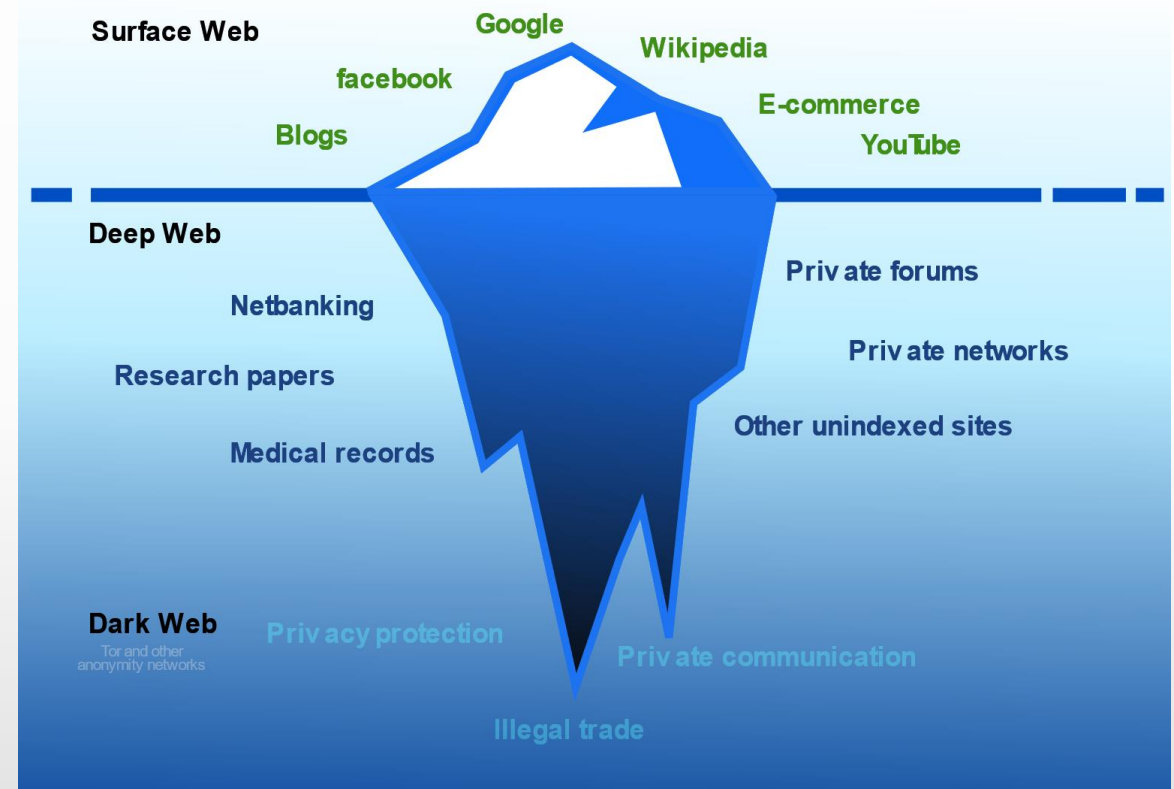 Surface Web
Google
Wikipedia
facebook
E-commerce
Blogs
YouTube
Deep Web
Private forums
Netbanking
Private networks
Research papers
Other unindexed sites
Medical records
Dark Web
Tor and other
anonymity networks
Privacy protection
Private communication
Illegal trade